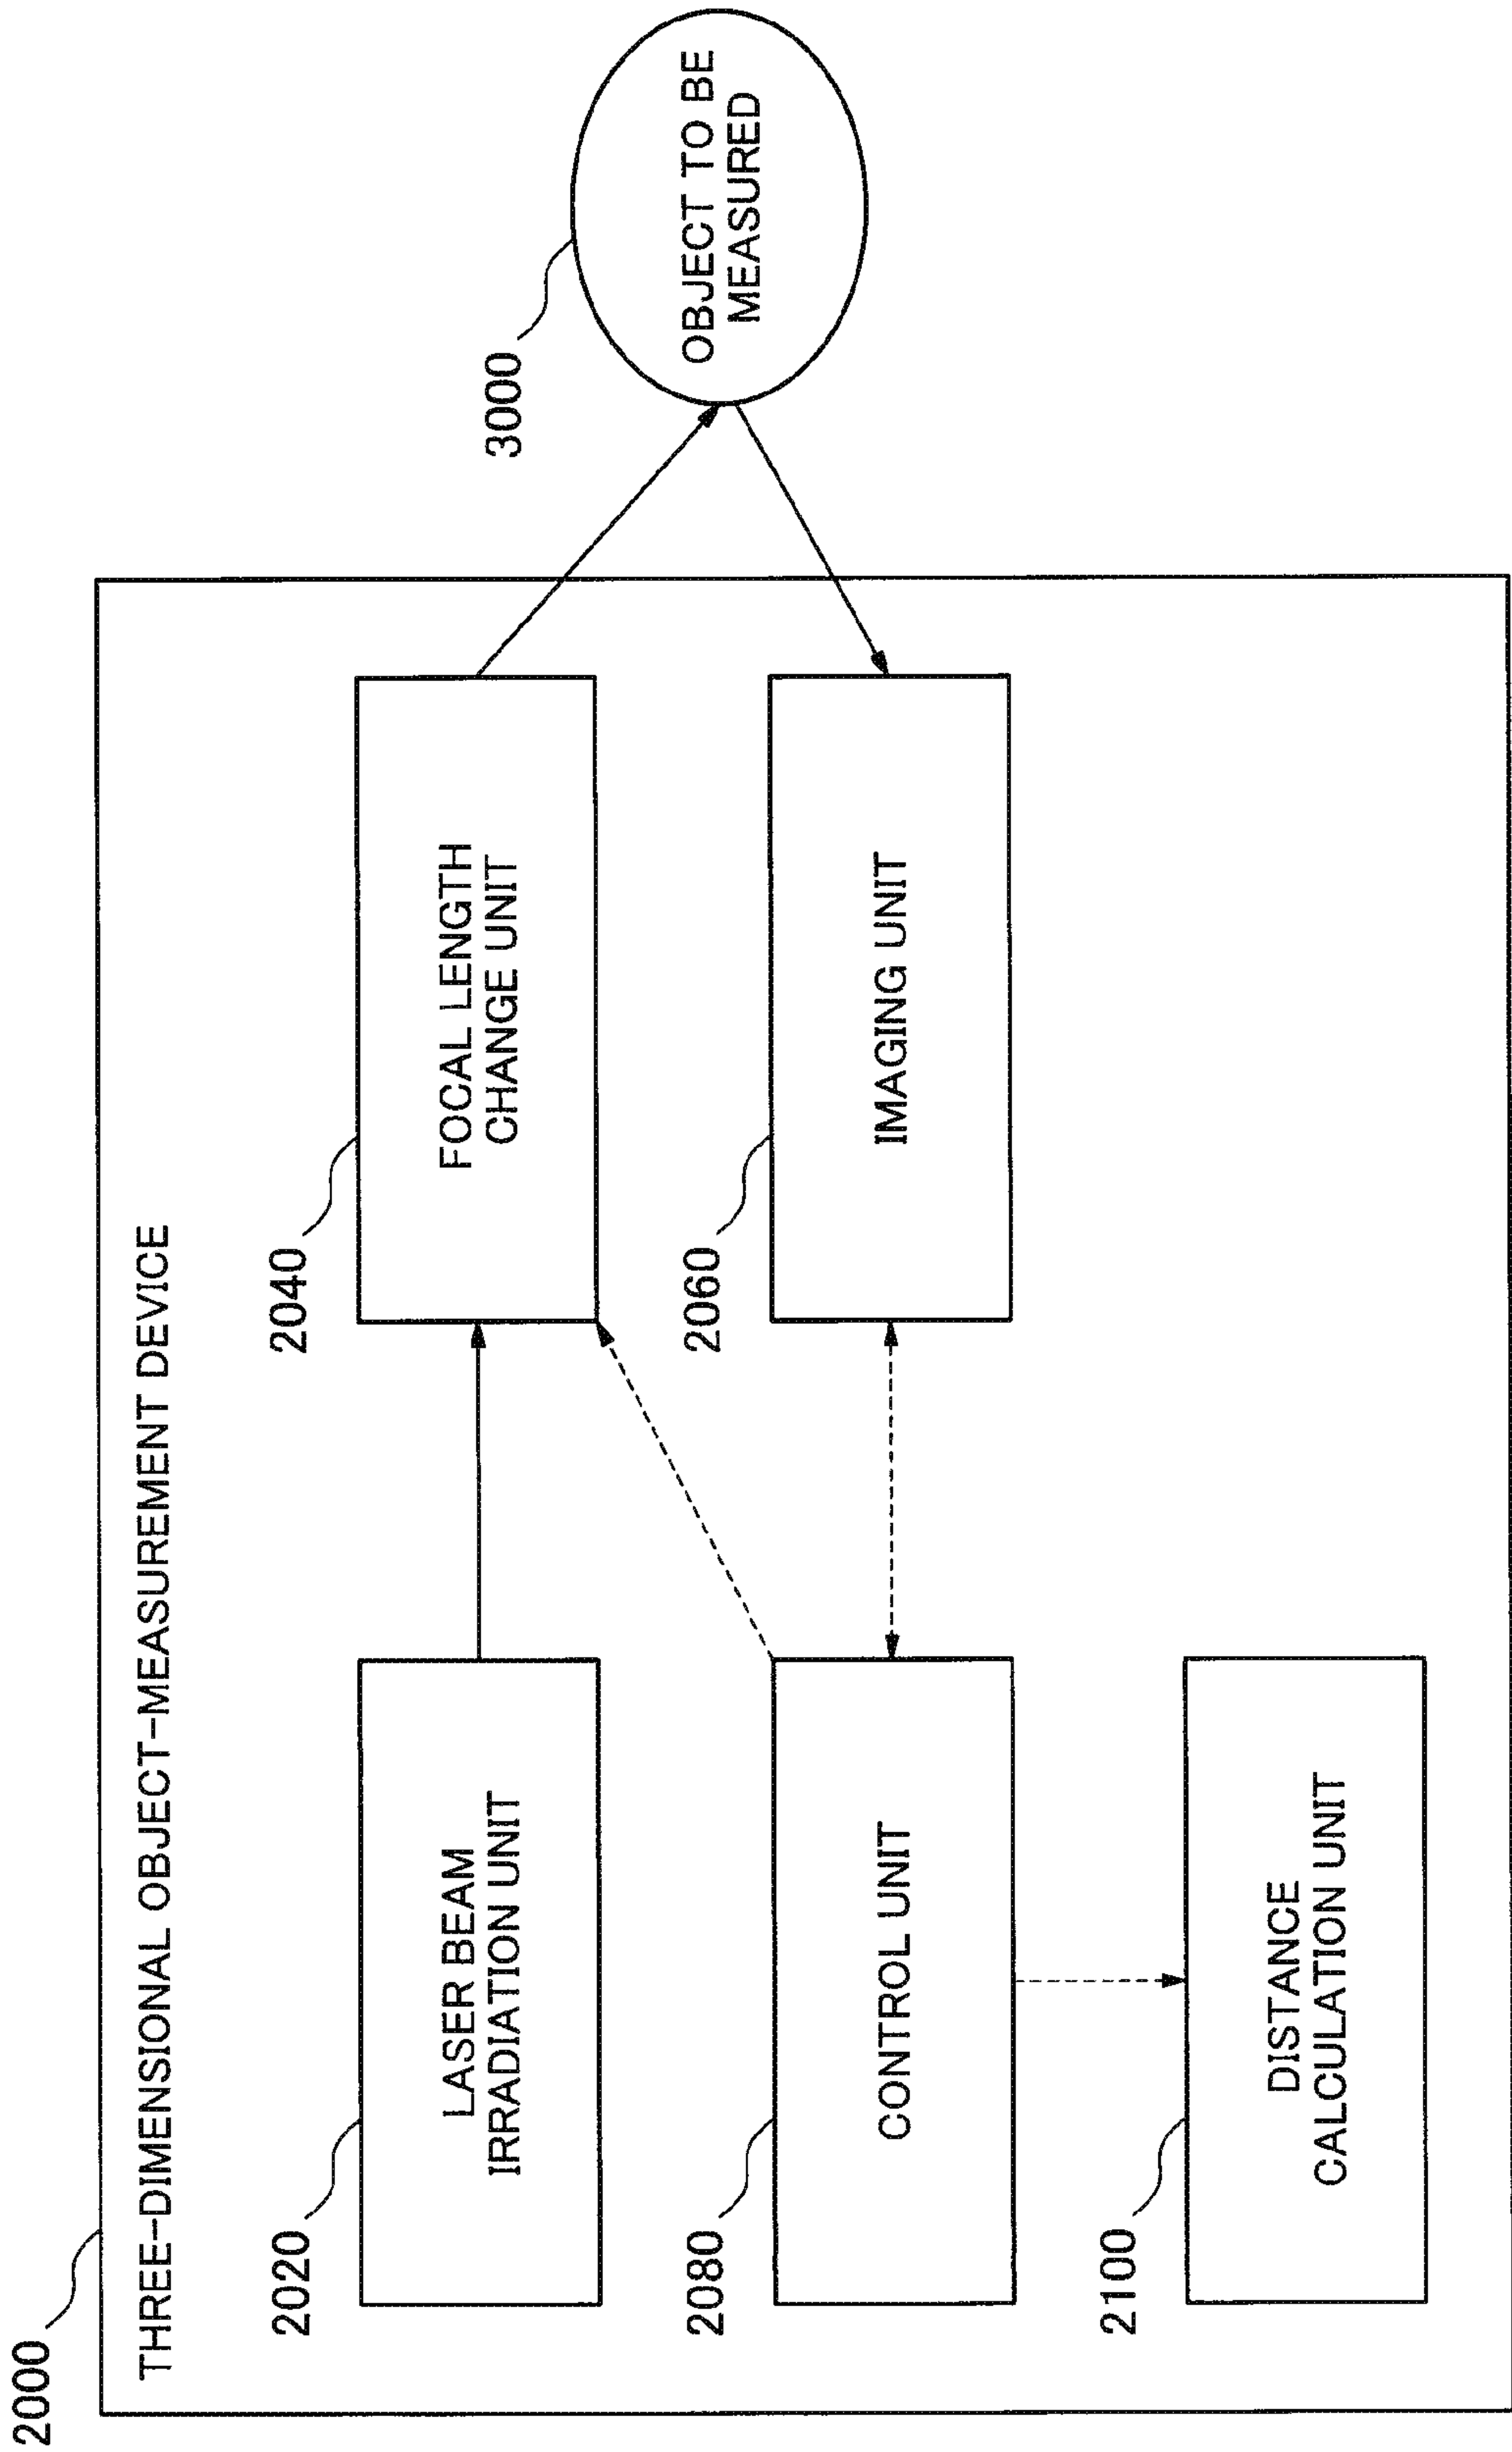 2000
THREE-DIMENSIONAL OBJECT-MEASUREMENT DEVICE
2020
LASER BEAM
IRRADIATION UNIT
2040
FOCAL LENGTH
CHANGE UNIT
3000
OBJECT TO BE
MEASURED
2080
CONTROL UNIT
2060
IMAGING UNIT
2100
DISTANCE
CALCULATION UNIT